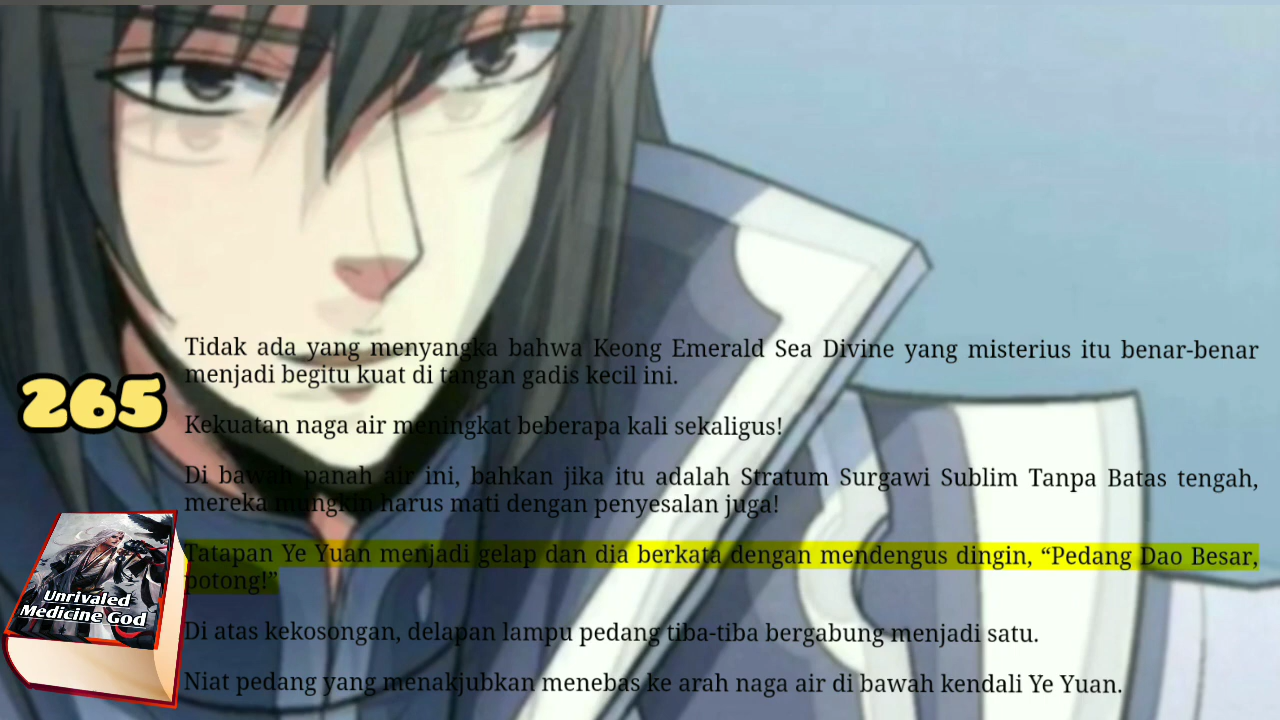 Tidak ada yang menyangka bahwa Keong Emerald Sea Divine yang misterius itu benar-benar
menjadi begitu kuat di tangan gadis kecil ini.
265
Kekuatan naga air meningkat beberapa kali sekaligus!
Di bawah panah air ini, bahkan jika itu adalah Stratum Surgawi Sublim Tanpa Batas tengah,
mereka mungkin harus mati dengan penyesalan juga!
Tatapan Ye Yuan menjadi gelap dan dia berkata dengan mendengus dingin, “Pedang Dao Besar,
potong!”
Unrivaled
Medicine God
Di atas kekosongan, delapan lampu pedang tiba-tiba bergabung menjadi satu.
Niat pedang yang menakjubkan menebas ke arah naga air di bawah kendali Ye Yuan.